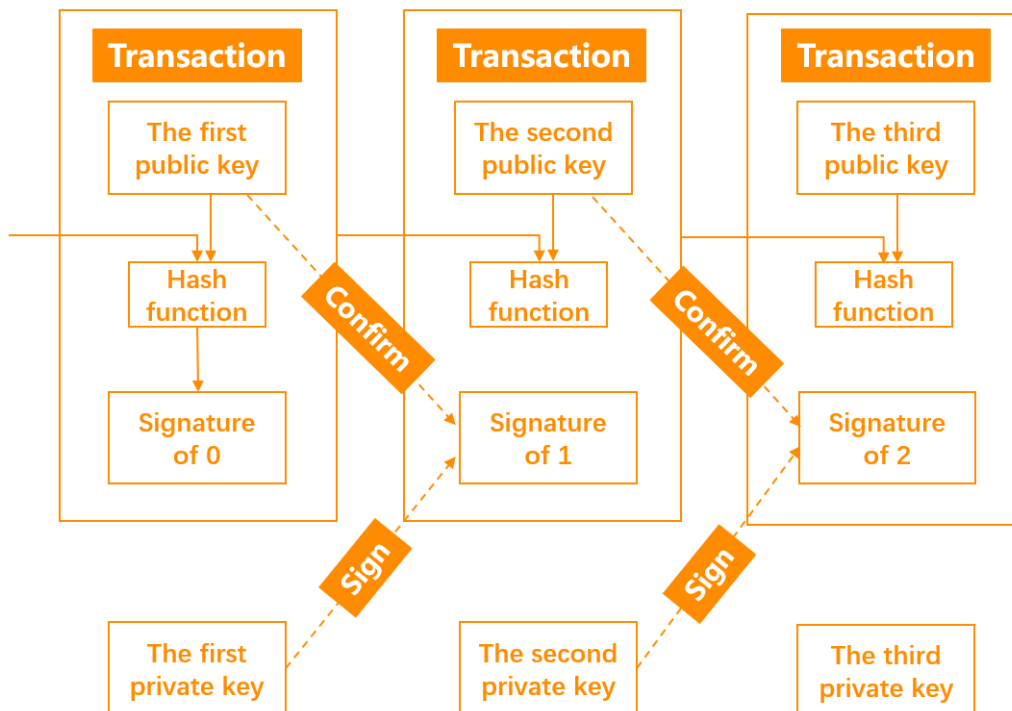 Transaction
The first
public key
Hash
function
Signature
of 0
Transaction
The second
public key
Hash
function
Signature
of 1
Transaction
The third
public key
Hash
function
Signature
of 2
Confirm
Confirm
Sign
Sign
The first
private key
The second
private key
The third
private key